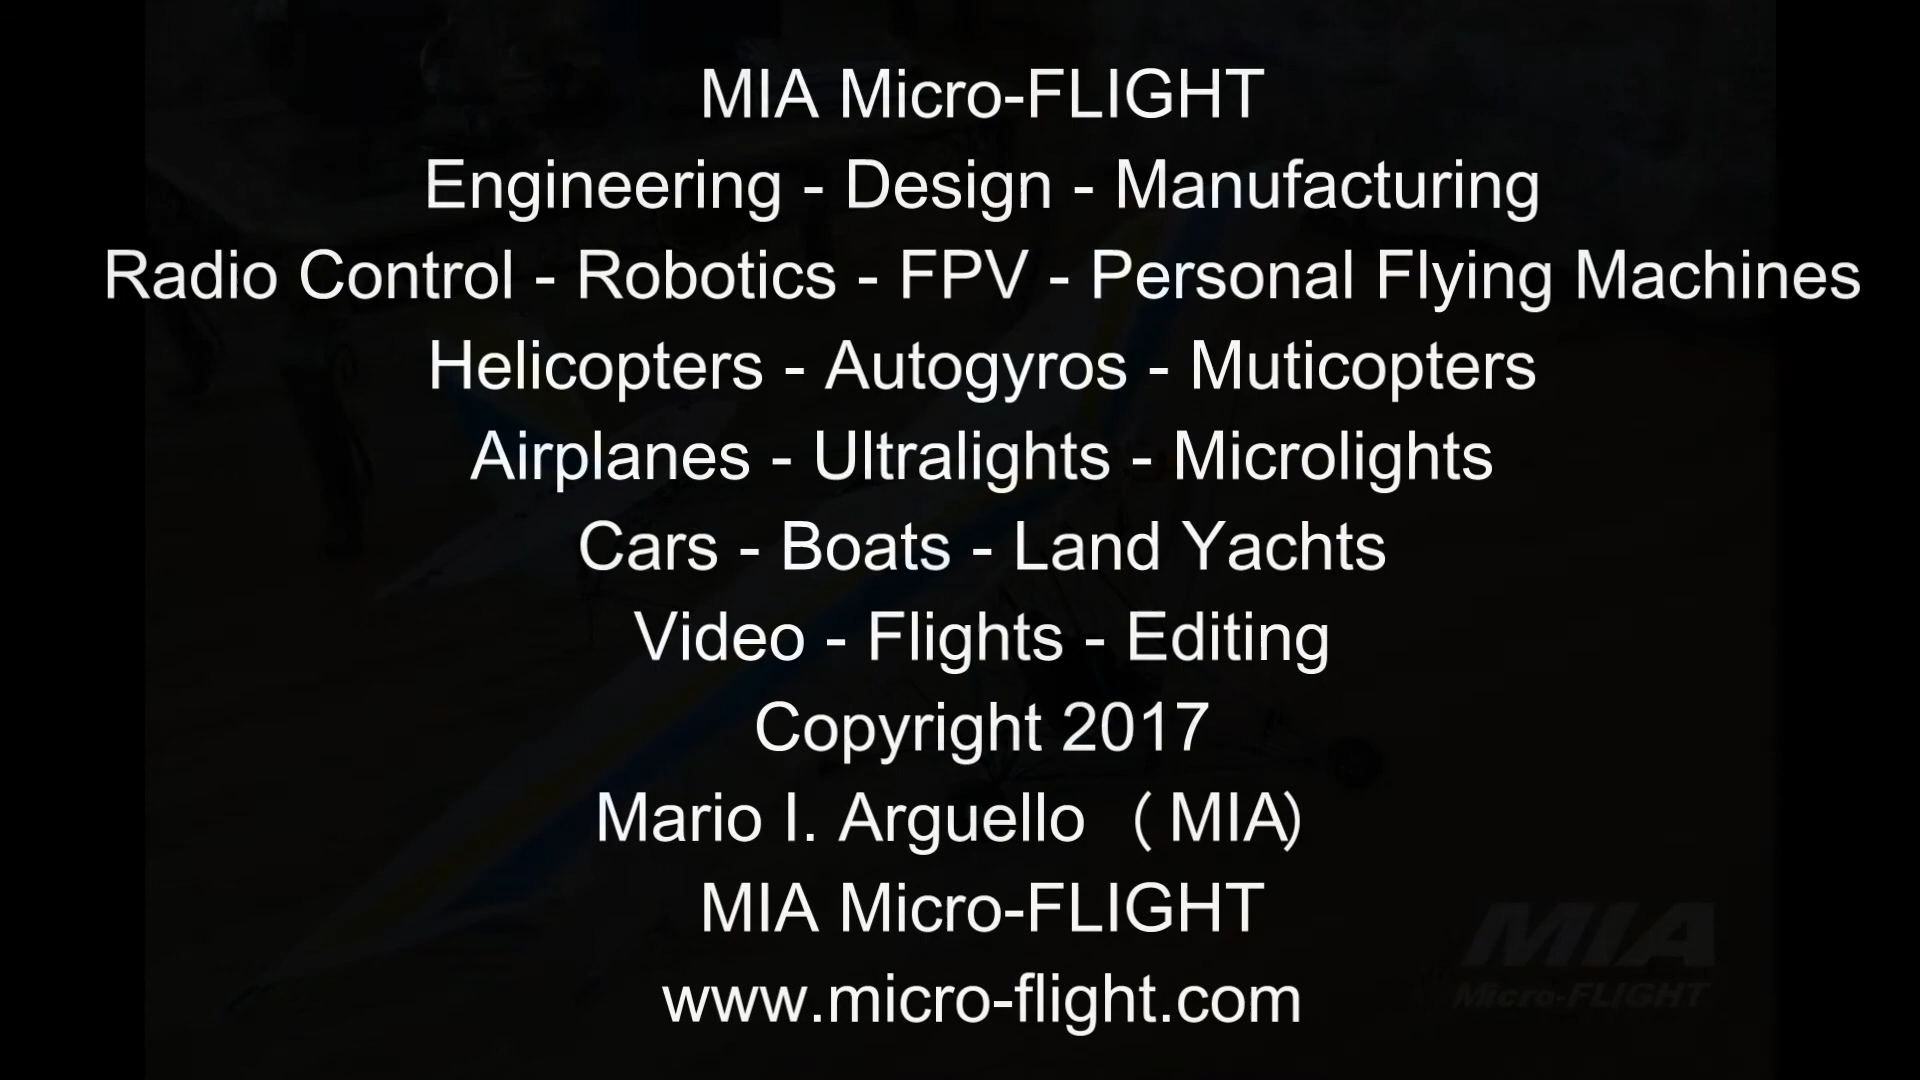 MIA Micro-FLIGHT
Engineering - Design - Manufacturing
Radio Control - Robotics - FPV - Personal Flying Machines
Helicopters - Autogyros - Muticopters
Airplanes - Ultralights - Microlights
Cars - Boats - Land Yachts
Video - Flights - Editing
Copyright 2017
Mario I. Arguello ( MIA)
MIA Micro-FLIGHT
www.micro-flight.com
MIA
Micro-FLIGHT